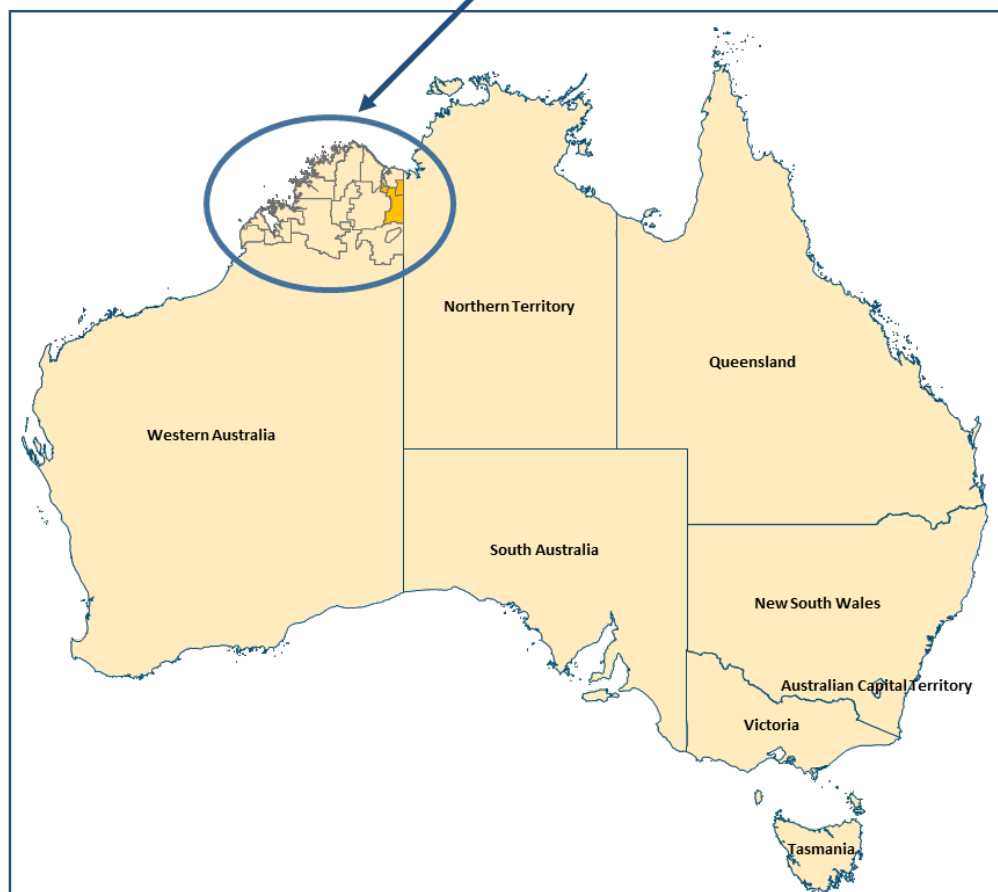 Northern Territory
Queensland
Western Australia
South Australia
New South Wales
Australian Capital Territory
Victoria
Tasmania